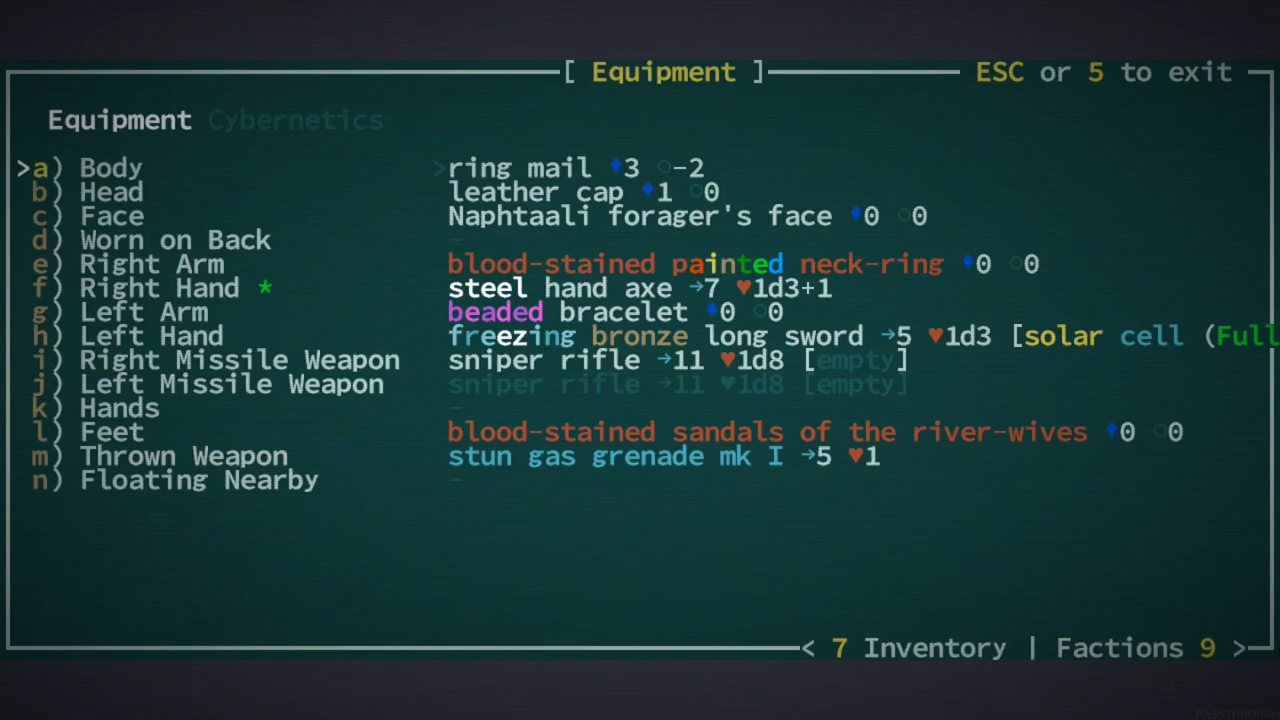 [ Equipment ] ESC or 5 to exit
Equipment Cybernetics
>a) Body >ring mail ♦3 ○-2
b) Head leather cap ♦1 ○0
c) Face Naphtaali forager's face ♦0 ○0
d) Worn on Back -
e) Right Arm blood-stained painted neck-ring ♦0 ○0
f) Right Hand * steel hand axe →7 ♥1d3+1
g) Left Arm beaded bracelet ♦0 ○0
h) Left Hand freezing bronze long sword →5 ♥1d3 [solar cell (Full
i) Right Missile Weapon sniper rifle →11 ♥1d8 [empty]
j) Left Missile Weapon sniper rifle →11 ♥1d8 [empty]
k) Hands -
l) Feet blood-stained sandals of the river-wives ♦0 ○0
m) Thrown Weapon stun gas grenade mk I →5 ♥1
n) Floating Nearby -
< 7 Inventory | Factions 9 >